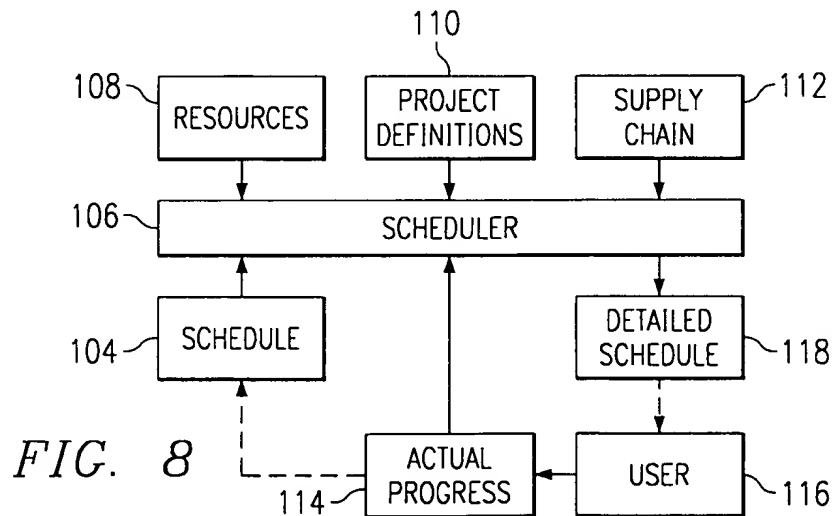 110
108
RESOURCES
PROJECT
DEFINITIONS
SUPPLY
CHAIN
112
106
SCHEDULER
104
SCHEDULE
DETAILED
SCHEDULE
118
FIG. 8
114
ACTUAL
PROGRESS
USER
116